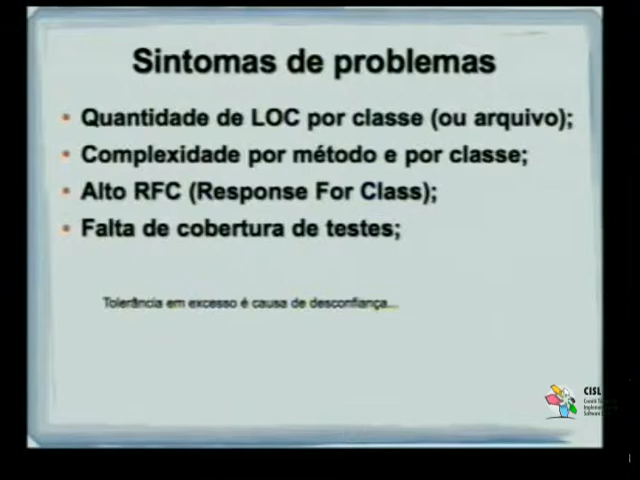 Sintomas de problemas
• Quantidade de LOC por classe (ou arquivo);
• Complexidade por método e por classe;
• Alto RFC (Response For Class);
• Falta de cobertura de testes;
Tolerância em excesso é causa de desconfiança...
CISL